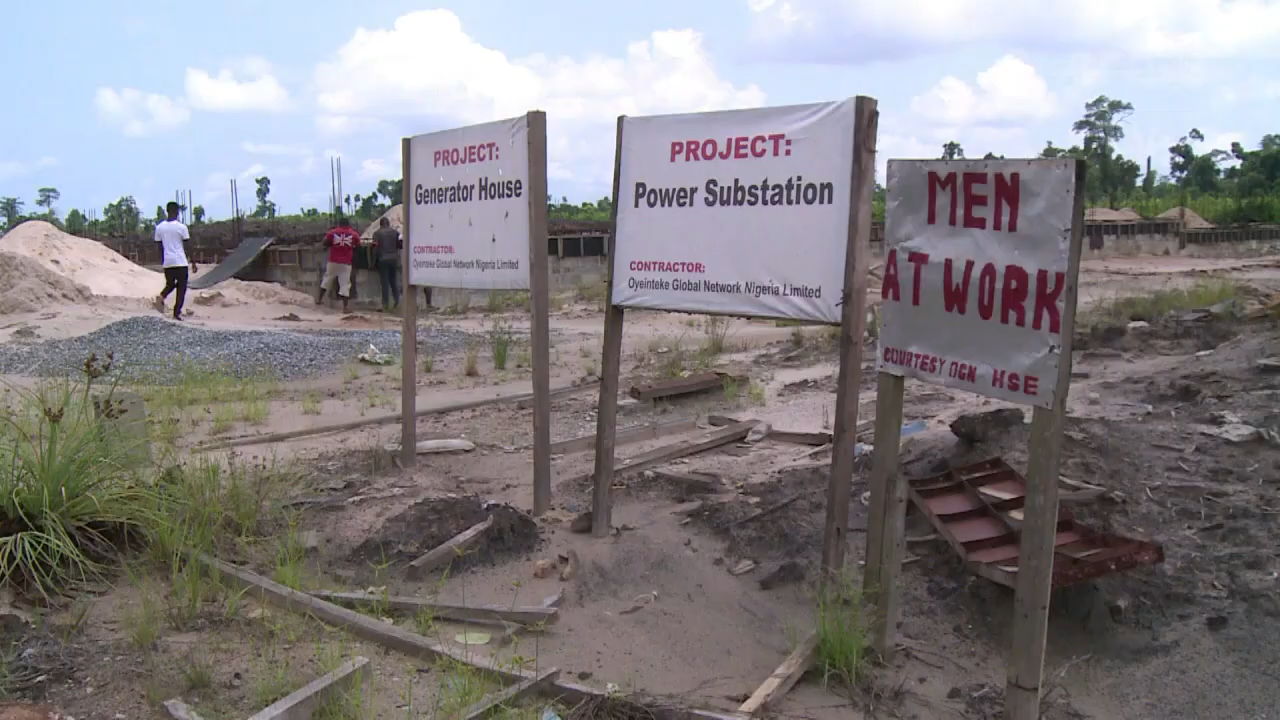 PROJECT:
Generator House
CONTRACTOR:
Oyeinteke Global Network Nigeria Limited
PROJECT:
Power Substation
CONTRACTOR:
Oyeinteke Global Network Nigeria Limited
MEN
AT WORK
COURTESY OGN HSE